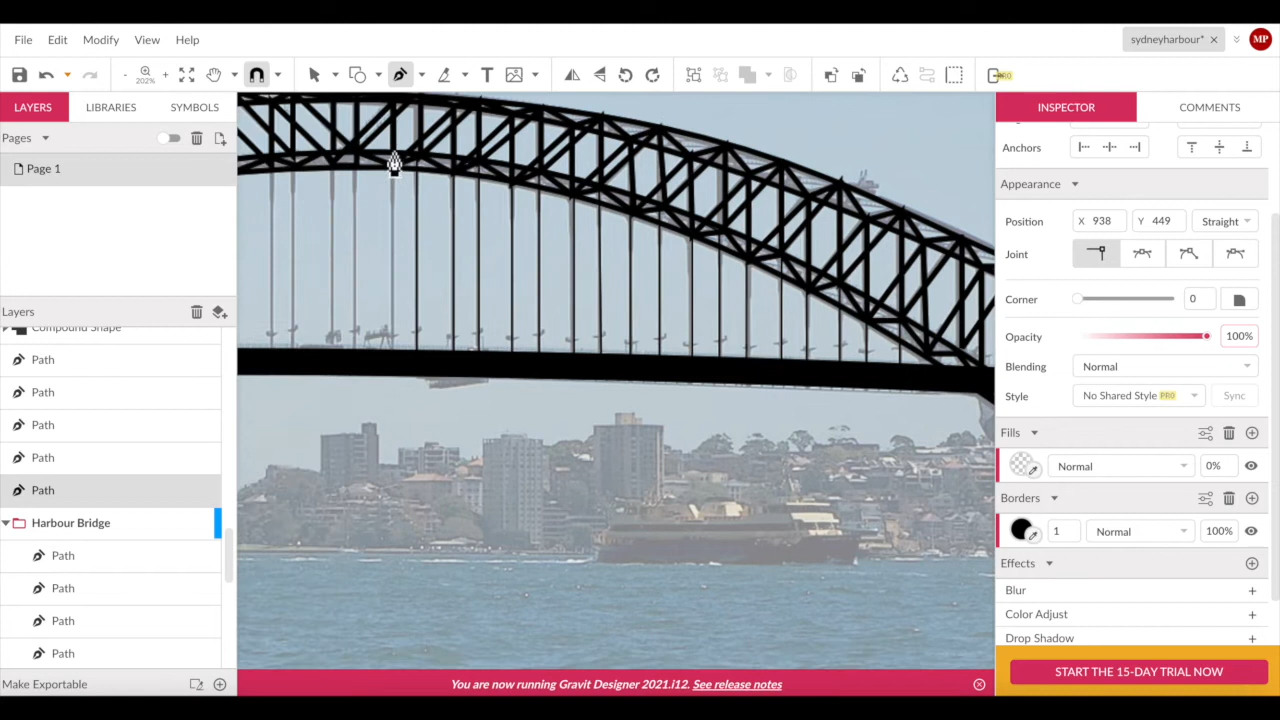 File Edit Modify View Help
sydneyharbour*
MP
202%
PRO
LAYERS LIBRARIES SYMBOLS
INSPECTOR COMMENTS
Pages
Anchors
Page 1
Appearance
Position X 938 Y 449 Straight
Joint
Corner 0
Layers
Compound Shape
Opacity 100%
Path
Blending Normal
Path
Style No Shared Style PRO Sync
Path
Fills
Path
Normal 0%
Path
Borders
Harbour Bridge
1 Normal 100%
Path
Effects
Path
Blur
Path
Color Adjust
Path
Drop Shadow
Make Exportable
You are now running Gravit Designer 2021.i12. See release notes
START THE 15-DAY TRIAL NOW